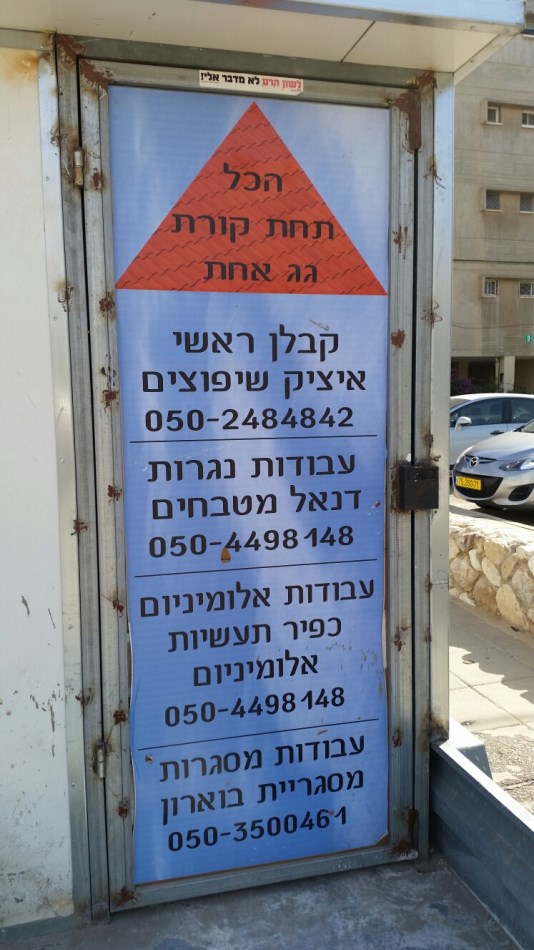 לשון הרע לא מדבר אליי!
הכל
תחת קורת
גג אחת
קבלן ראשי
איציק שיפוצים
050-2484842
עבודות נגרות
דנאל מטבחים
050-4498148
עבודות אלומיניום
כפיר תעשיות
אלומיניום
050-4498148
עבודות מסגרות
מסגריית בוארון
050-3500461